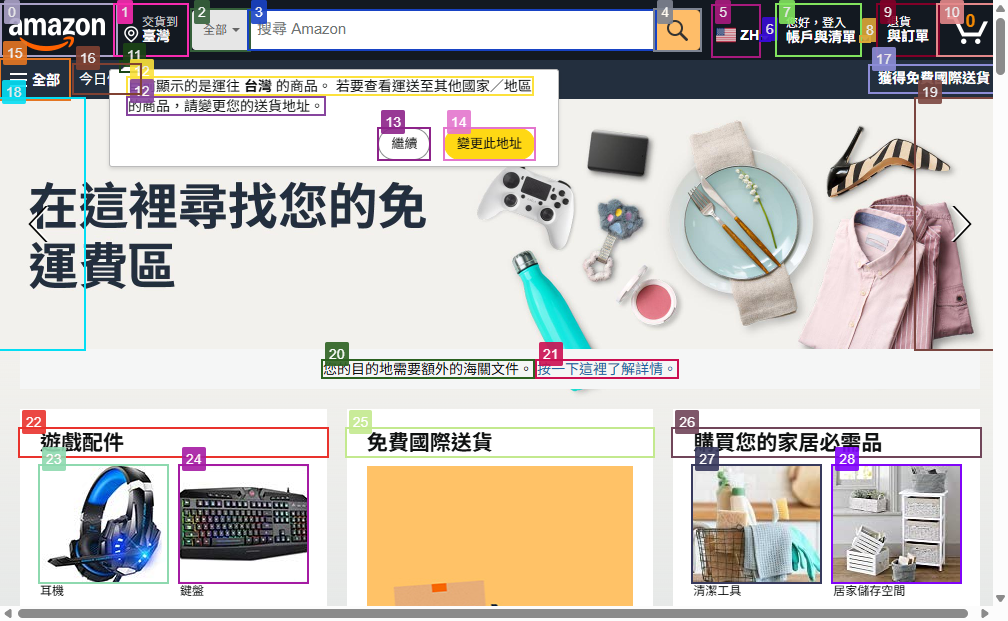 amazon
交貨到
臺灣
全部
搜尋 Amazon
ZH
您好，登入
帳戶與清單
退貨
與訂單
0
全部
今日
獲得免費國際送貨
顯示的是運往 台灣 的商品。 若要查看運送至其他國家／地區
的商品，請變更您的送貨地址。
繼續
變更此地址
在這裡尋找您的免
運費區
您的目的地需要額外的海關文件。按一下這裡了解詳情。
遊戲配件
免費國際送貨
購買您的家居必需品
耳機
鍵盤
清潔工具
居家儲存空間
0
1
2
3
4
5
6
7
8
9
10
11
12
12
13
14
15
16
17
18
19
20
21
22
23
24
25
26
27
28